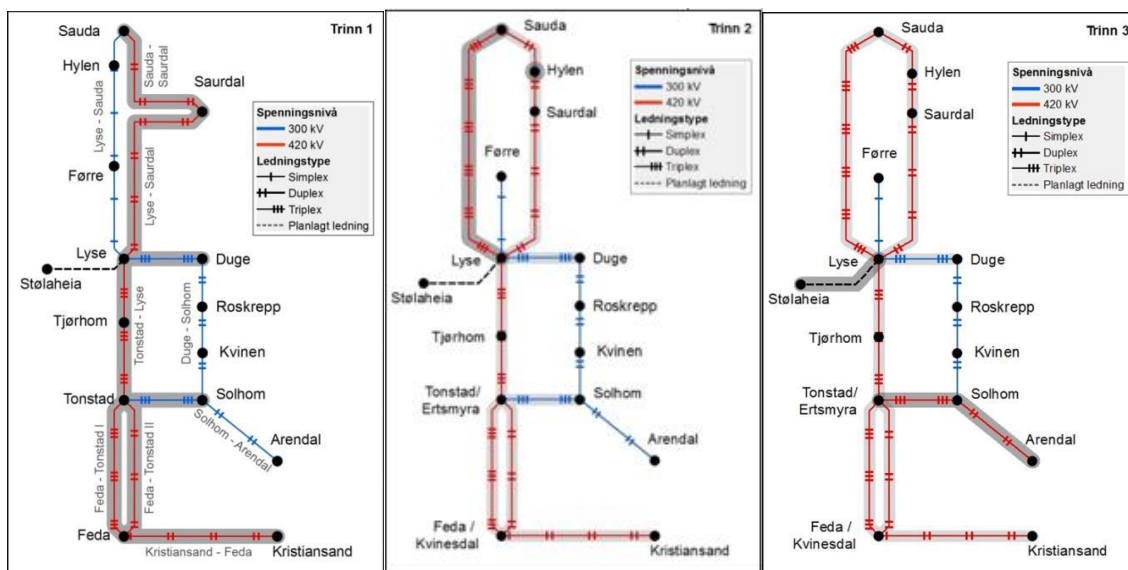 Trinn 1
Sauda
Hylen
Sauda -
Saurdal
Saurdal
Lyse - Sauda
Spenningsnivå
300 kV
420 kV
Ledningstype
Simplex
Duplex
Triplex
Planlagt ledning
Førre
Lyse - Saurdal
Lyse
Duge
Stølaheia
Roskrepp
Tjørhom
Tonstad - Lyse
Duge - Solhom
Kvinen
Tonstad
Solhom
Solhom - Arendal
Arendal
Feda - Tonstad I
Feda - Tonstad II
Feda
Kristiansand - Feda
Kristiansand
Trinn 2
Sauda
Hylen
Saurdal
Spenningsnivå
300 kV
420 kV
Ledningstype
Simplex
Duplex
Triplex
Planlagt ledning
Førre
Lyse
Duge
Stølaheia
Roskrepp
Tjørhom
Kvinen
Tonstad/
Ertsmyra
Solhom
Arendal
Feda /
Kvinesdal
Kristiansand
Trinn 3
Sauda
Hylen
Saurdal
Spenningsnivå
300 kV
420 kV
Ledningstype
Simplex
Duplex
Triplex
Planlagt ledning
Førre
Lyse
Duge
Stølaheia
Roskrepp
Tjørhom
Kvinen
Tonstad/
Ertsmyra
Solhom
Arendal
Feda /
Kvinesdal
Kristiansand